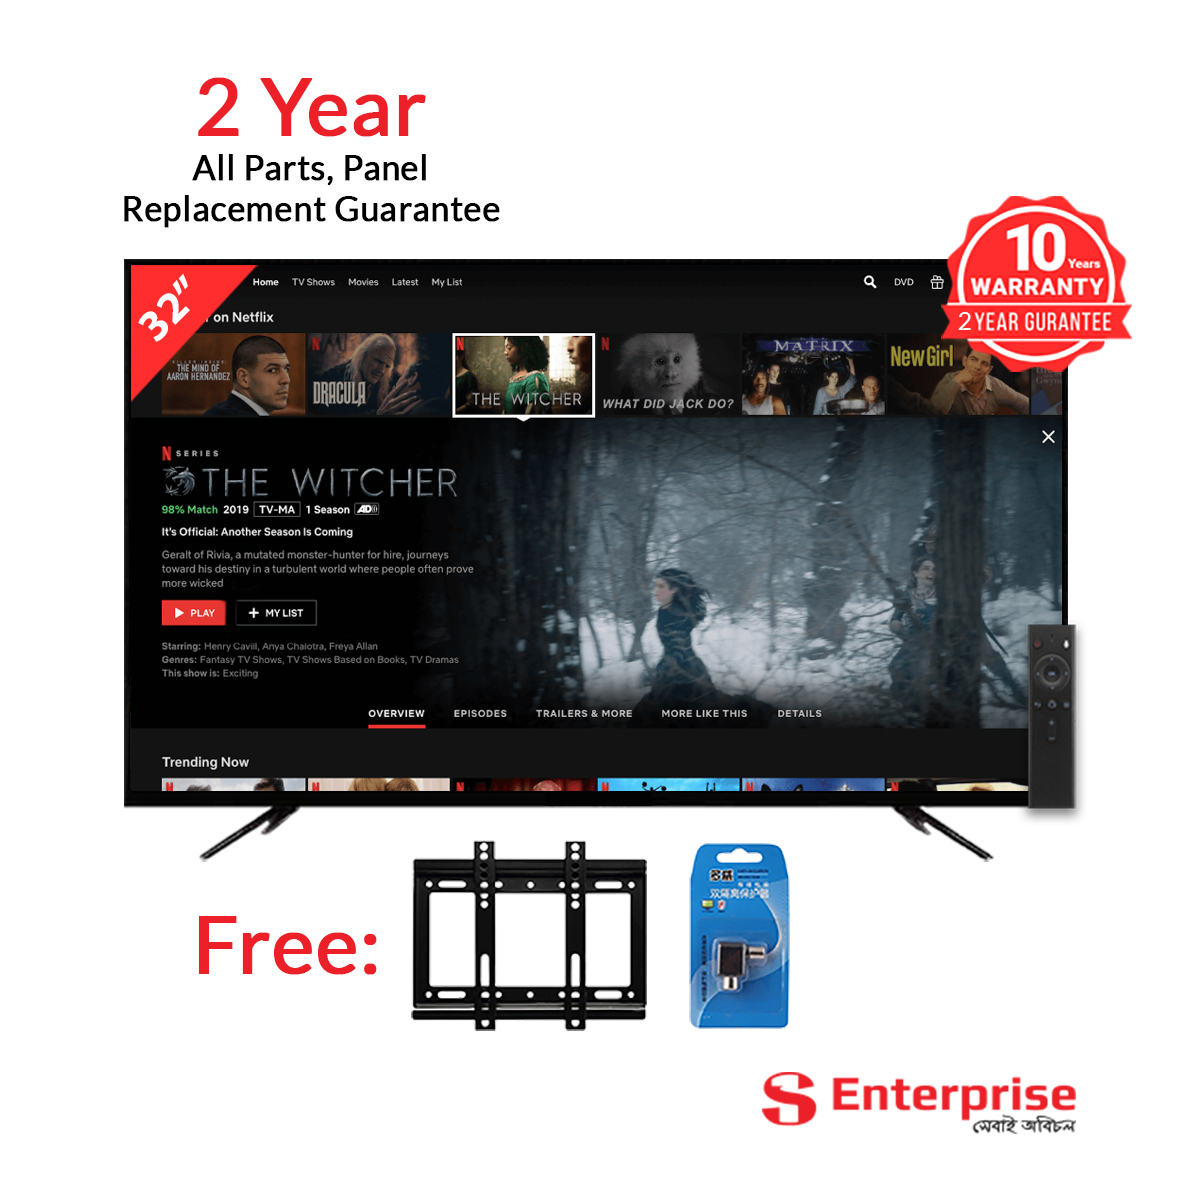 2 Year
All Parts, Panel
Replacement Guarantee
10 Years
WARRANTY
2 YEAR GURANTEE
32"
Home TV Shows Movies Latest My List DVD
on Netflix
THE MIND OF
AARON HERNANDEZ
DRACULA
THE WITCHER
WHAT DID JACK DO?
MATRIX
New Girl
N SERIES
THE WITCHER
98% Match 2019 TV-MA 1 Season AD
It's Official: Another Season Is Coming
Geralt of Rivia, a mutated monster-hunter for hire, journeys
toward his destiny in a turbulent world where people often prove
more wicked
PLAY + MY LIST
Starring: Henry Cavill, Anya Chalotra, Freya Allan
Genres: Fantasy TV Shows, TV Shows Based on Books, TV Dramas
This show is: Exciting
OVERVIEW EPISODES TRAILERS & MORE MORE LIKE THIS DETAILS
Trending Now
Free:
双隔离保护器
S Enterprise
সেবাই অবিচল